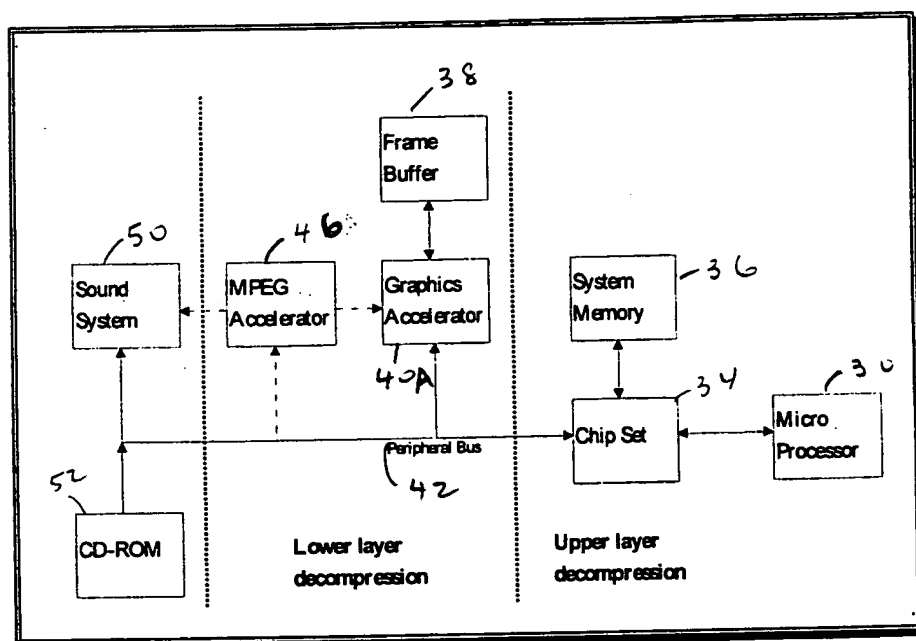 38
Frame
Buffer
50
46
36
Sound
System
MPEG
Accelerator
Graphics
Accelerator
System
Memory
40A
34
30
Chip Set
Micro
Processor
Peripheral Bus
42
52
CD-ROM
Lower layer
decompression
Upper layer
decompression